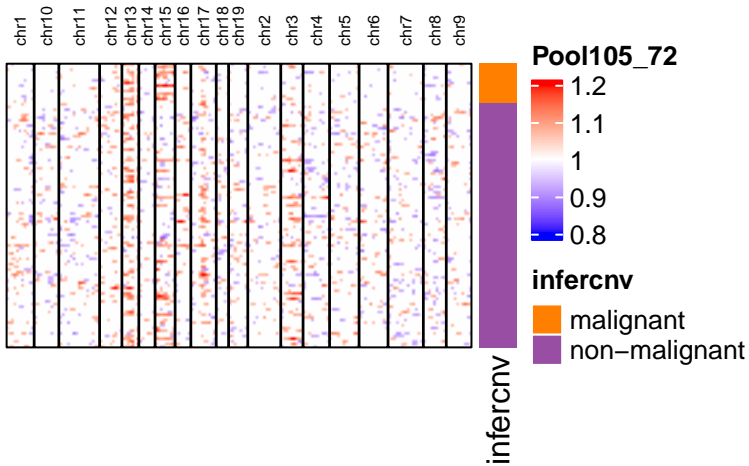 chr1 chr10 chr11 chr12 chr13 chr14 chr15 chr16 chr17 chr18 chr19 chr2 chr3 chr4 chr5 chr6 chr7 chr8 chr9
Pool105_72
1.2
1.1
1
0.9
0.8
infercnv
malignant
non−malignant
infercnv